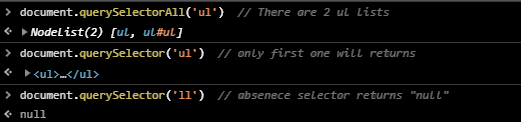 document.querySelectorAll('ul') // There are 2 ul lists
NodeList(2) [ul, ul#ul]
document.querySelector('ul') // only first one will returns
<ul>…</ul>
document.querySelector('ll') // absenece selector returns "null"
null